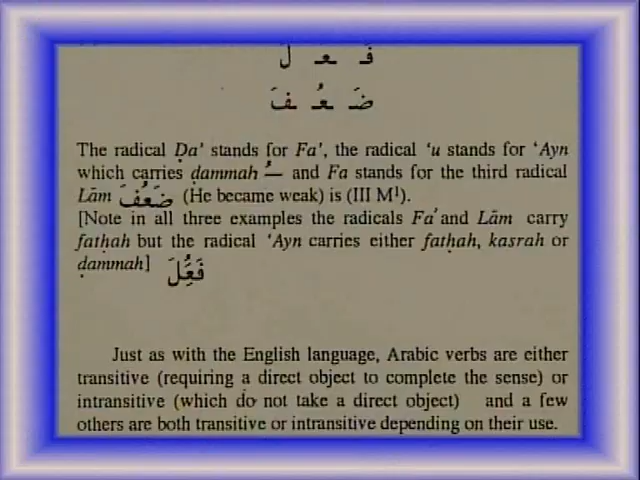 فَـ ـعـ ـلَ
ضَـ ـعُـ ـفَ
The radical Ḍa’ stands for Fa’, the radical ‘u stands for ‘Ayn
which carries ḍammah ـُ and Fa stands for the third radical
Lām ضَعُفَ (He became weak) is (III M¹).
[Note in all three examples the radicals Fa’ and Lām carry
fatḥah but the radical ‘Ayn carries either fatḥah, kasrah or
ḍammah]
Just as with the English language, Arabic verbs are either
transitive (requiring a direct object to complete the sense) or
intransitive (which do not take a direct object) and a few
others are both transitive or intransitive depending on their use.